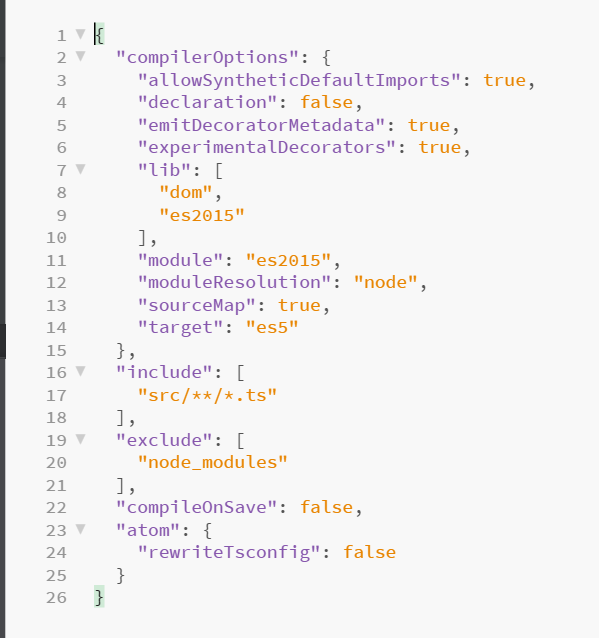 1 {
2 "compilerOptions": {
3 "allowSyntheticDefaultImports": true,
4 "declaration": false,
5 "emitDecoratorMetadata": true,
6 "experimentalDecorators": true,
7 "lib": [
8 "dom",
9 "es2015"
10 ],
11 "module": "es2015",
12 "moduleResolution": "node",
13 "sourceMap": true,
14 "target": "es5"
15 },
16 "include": [
17 "src/**/*.ts"
18 ],
19 "exclude": [
20 "node_modules"
21 ],
22 "compileOnSave": false,
23 "atom": {
24 "rewriteTsconfig": false
25 }
26 }